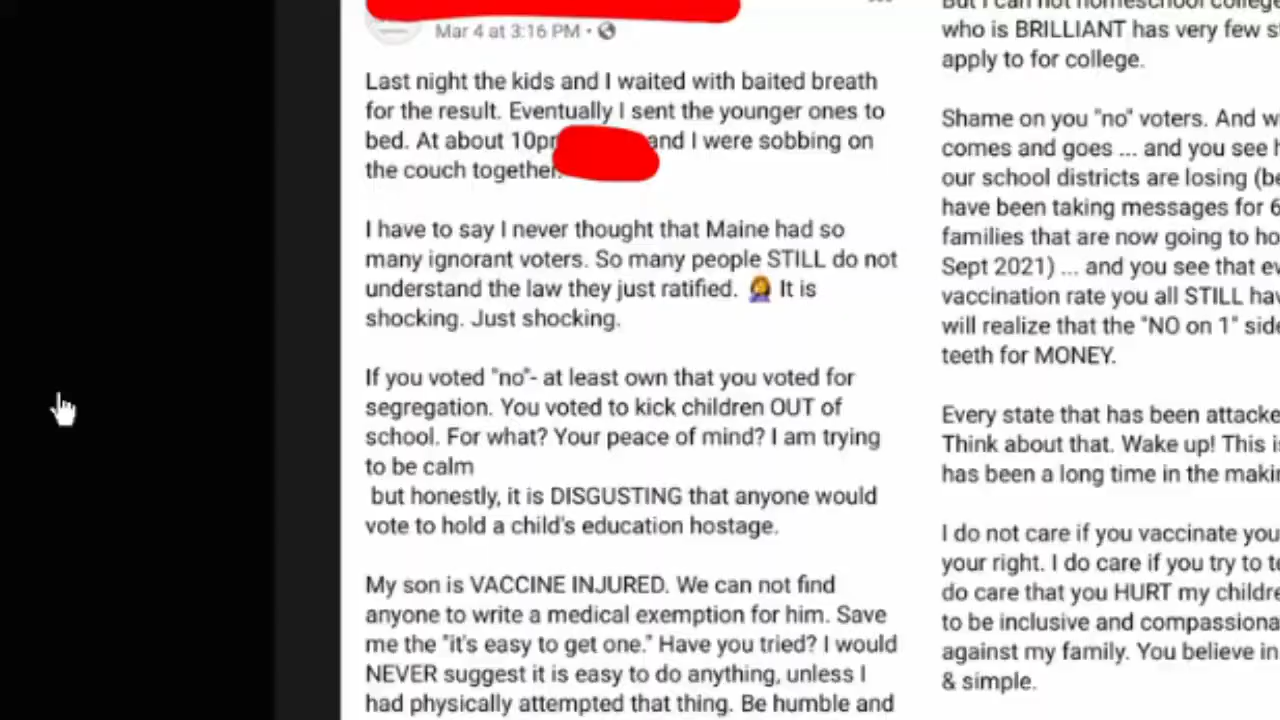 Mar 4 at 3:16 PM •
Last night the kids and I waited with baited breath
for the result. Eventually I sent the younger ones to
bed. At about and I were sobbing on
the couch together.
I have to say I never thought that Maine had so
many ignorant voters. So many people STILL do not
understand the law they just ratified. 🤦‍♀️ It is
shocking. Just shocking.
If you voted "no"- at least own that you voted for
segregation. You voted to kick children OUT of
school. For what? Your peace of mind? I am trying
to be calm
but honestly, it is DISGUSTING that anyone would
vote to hold a child's education hostage.
My son is VACCINE INJURED. We can not find
anyone to write a medical exemption for him. Save
me the "it's easy to get one." Have you tried? I would
NEVER suggest it is easy to do anything, unless I
had physically attempted that thing. Be humble and
But I can not homeschool
who is BRILLIANT has very few
apply to for college.
Shame on you "no" voters. And
comes and goes ... and you see
our school districts are losing
have been taking messages for
families that are now going to
Sept 2021) ... and you see that
vaccination rate you all STILL
will realize that the "NO on 1"
teeth for MONEY.
Every state that has been
Think about that. Wake up! This
has been a long time in the
I do not care if you vaccinate
your right. I do care if you try to
do care that you HURT my
to be inclusive and
against my family. You believe in
& simple.